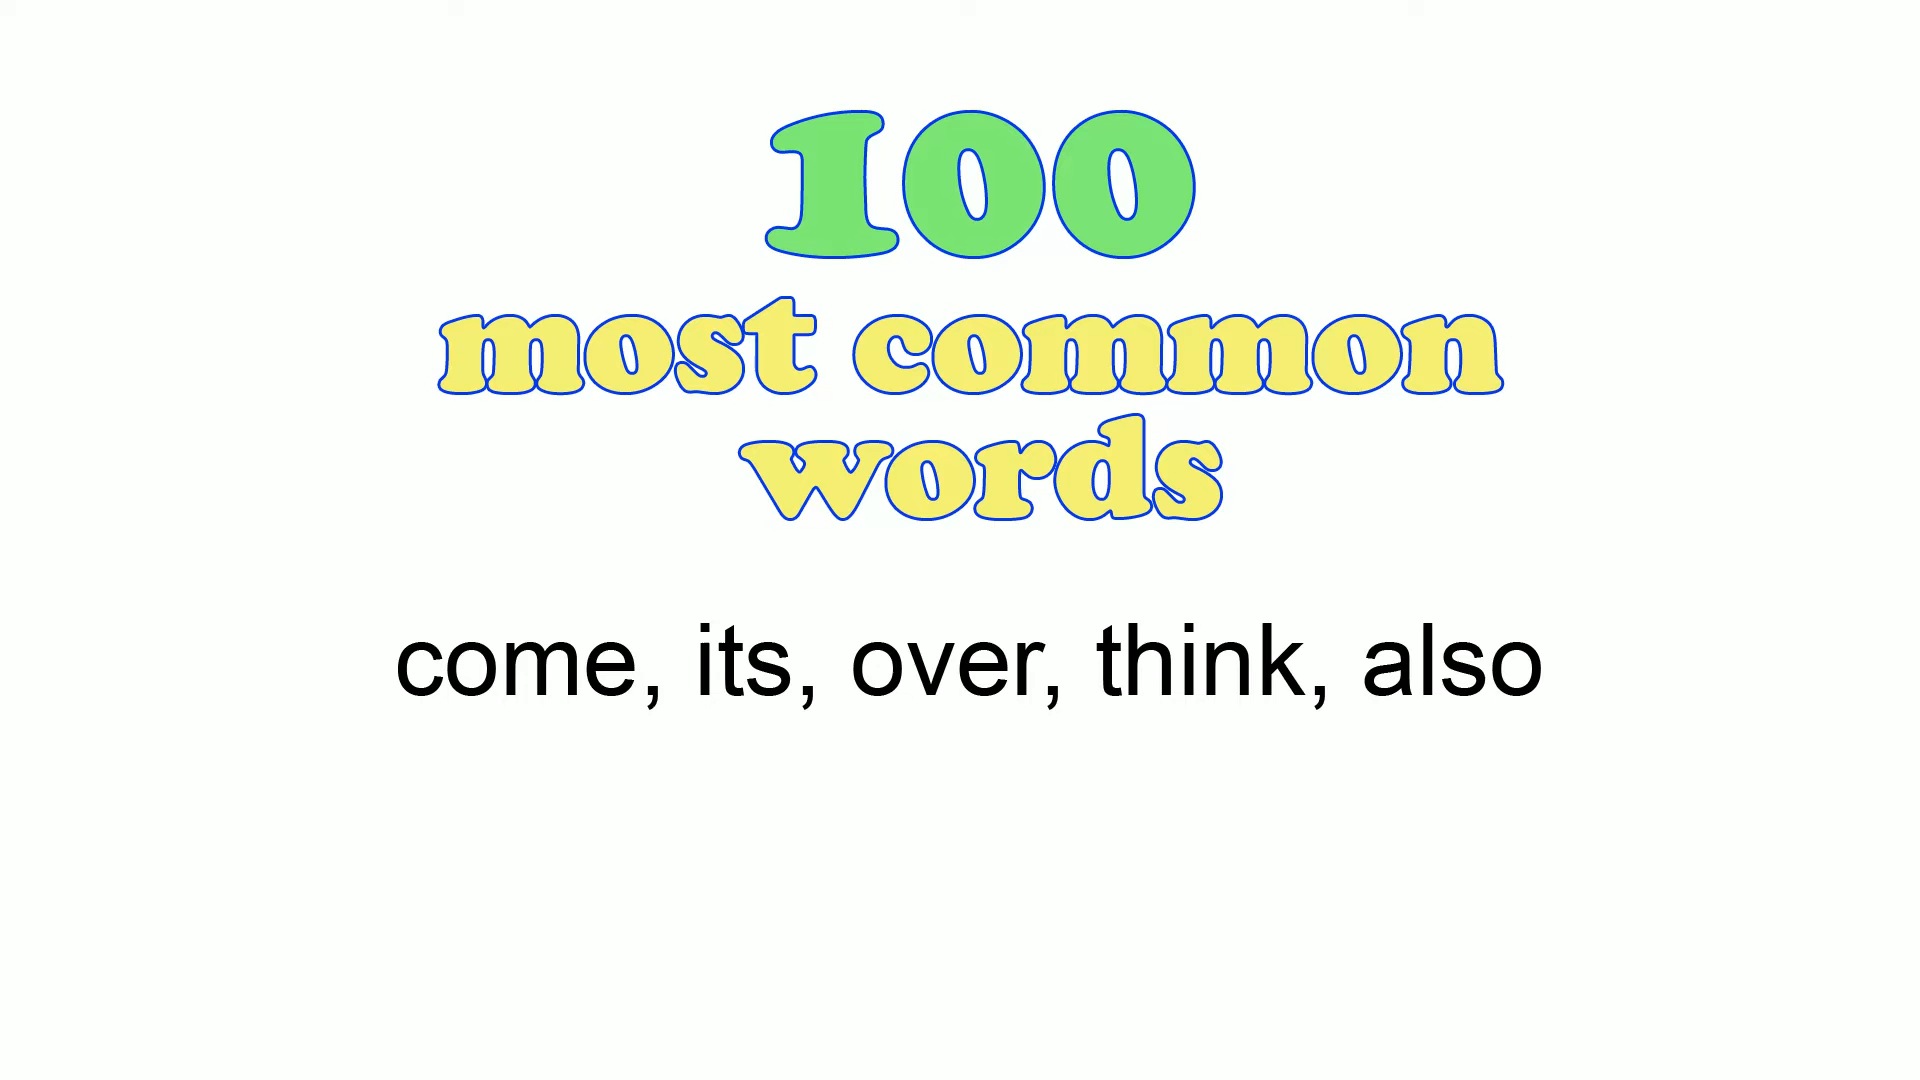 100
most common
words
come, its, over, think, also